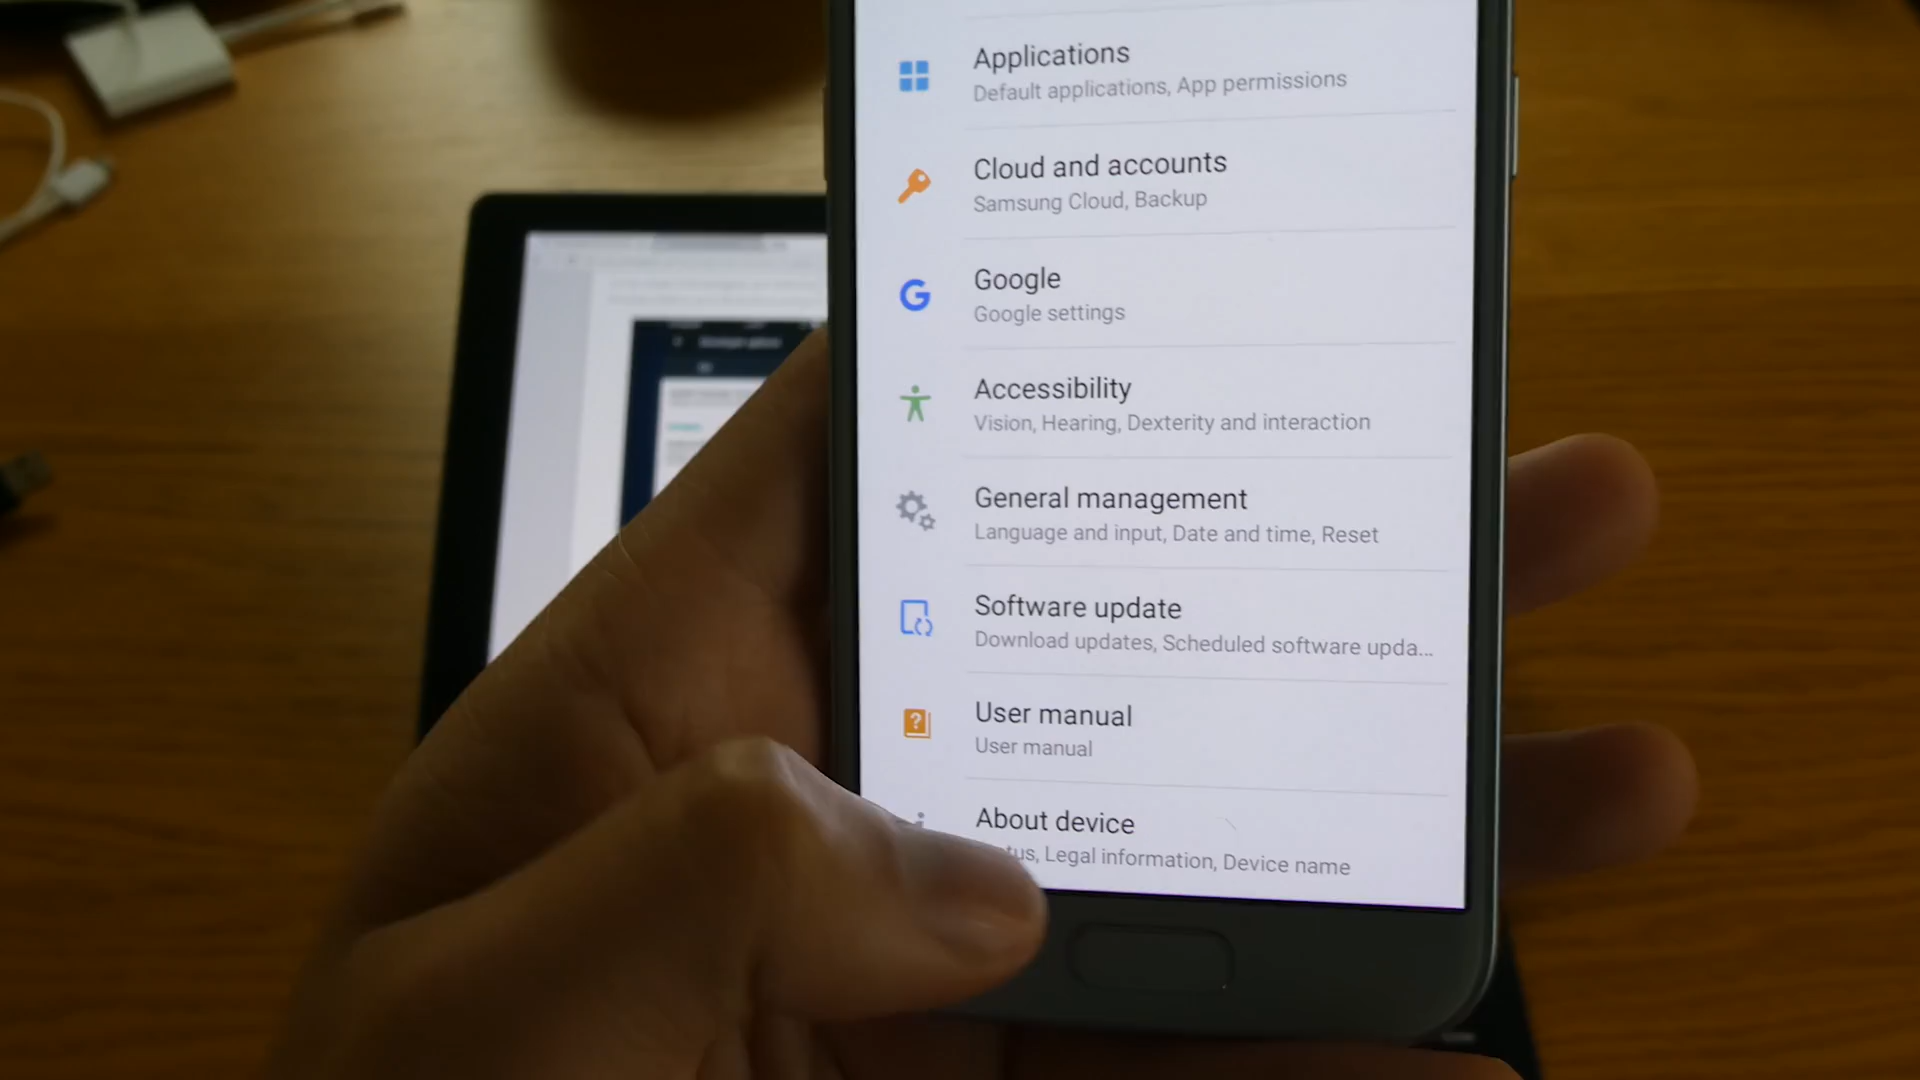 Applications
Default applications, App permissions
Cloud and accounts
Samsung Cloud, Backup
Google
Google settings
Accessibility
Vision, Hearing, Dexterity and interaction
General management
Language and input, Date and time, Reset
Software update
Download updates, Scheduled software upda...
User manual
User manual
About device
Legal information, Device name